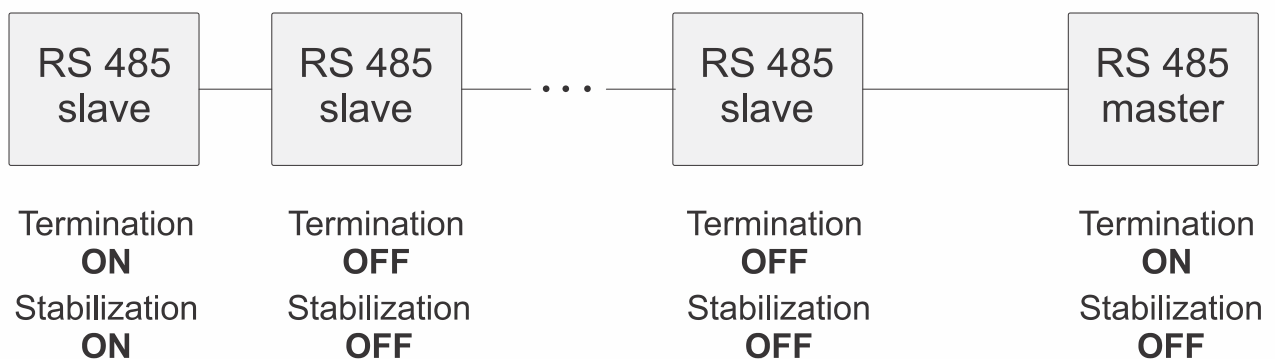 RS 485
slave
RS 485
slave
...
RS 485
slave
RS 485
master
Termination
ON
Stabilization
ON
Termination
OFF
Stabilization
OFF
Termination
OFF
Stabilization
OFF
Termination
ON
Stabilization
OFF